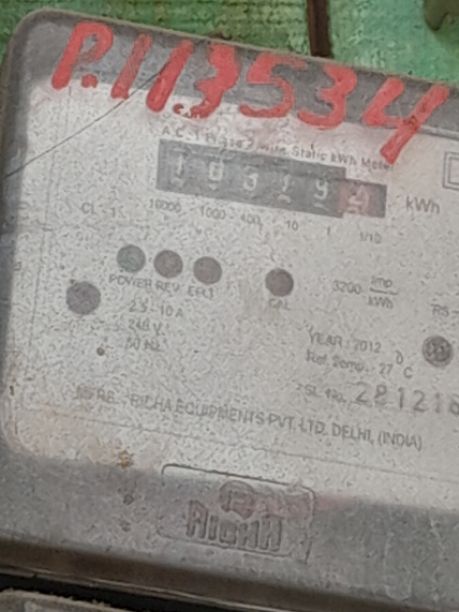 P.113534
A.C. 1 Phase 2 wire Static kWh Meter
kWh
CL-1 10000 1000 10 1 1/10
POWER REV E/L1
CAL
3200 imp/kWh
2.5 - 10 A
240 V
50 Hz
YEAR : 2012
Ref. Temp. : 27°C
SL. No. 281216
RICHA EQUIPMENTS PVT. LTD. DELHI, (INDIA)
RICHA